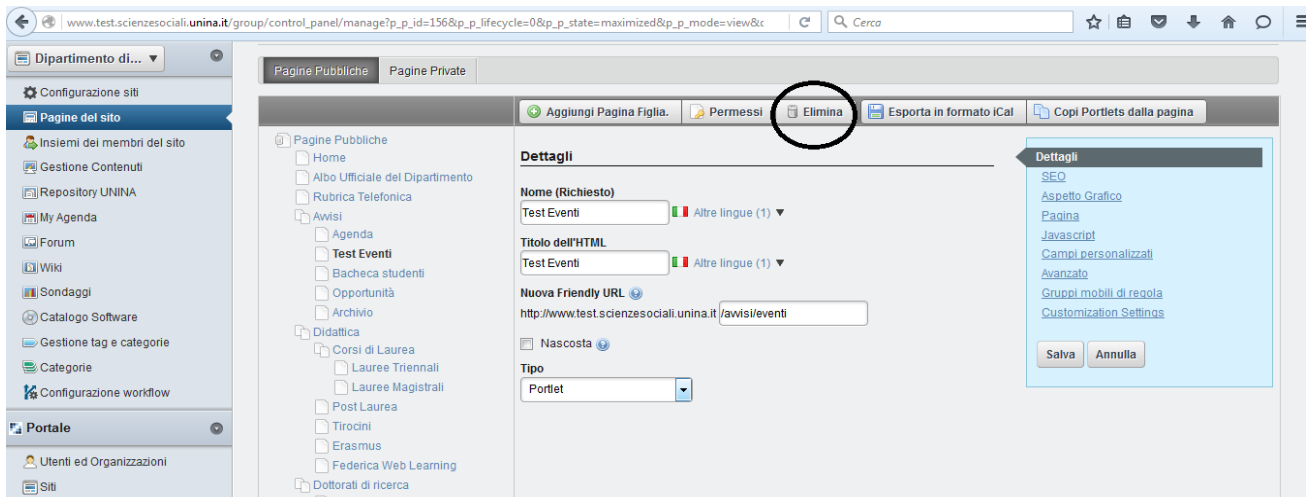 www.test.scienzesociali.unina.it/group/control_panel/manage?p_p_id=156&p_p_lifecycle=0&p_p_state=maximized&p_p_mode=view&c
Cerca
Dipartimento di... ▼
Configurazione siti
Pagine del sito
Insiemi dei membri del sito
Gestione Contenuti
Repository UNINA
My Agenda
Forum
Wiki
Sondaggi
Catalogo Software
Gestione tag e categorie
Categorie
Configurazione workflow
Portale
Utenti ed Organizzazioni
Siti
Pagine Pubbliche Pagine Private
Aggiungi Pagina Figlia. Permessi Elimina Esporta in formato iCal Copi Portlets dalla pagina
Pagine Pubbliche
Home
Albo Ufficiale del Dipartimento
Rubrica Telefonica
Avvisi
Agenda
Test Eventi
Bacheca studenti
Opportunità
Archivio
Didattica
Corsi di Laurea
Lauree Triennali
Lauree Magistrali
Post Laurea
Tirocini
Erasmus
Federica Web Learning
Dottorati di ricerca
Dettagli
Nome (Richiesto)
Test Eventi Altre lingue (1) ▼
Titolo dell'HTML
Test Eventi Altre lingue (1) ▼
Nuova Friendly URL
http://www.test.scienzesociali.unina.it /avvisi/eventi
Nascosta
Tipo
Portlet
Dettagli
SEO
Aspetto Grafico
Pagina
Javascript
Campi personalizzati
Avanzato
Gruppi mobili di regola
Customization Settings
Salva Annulla